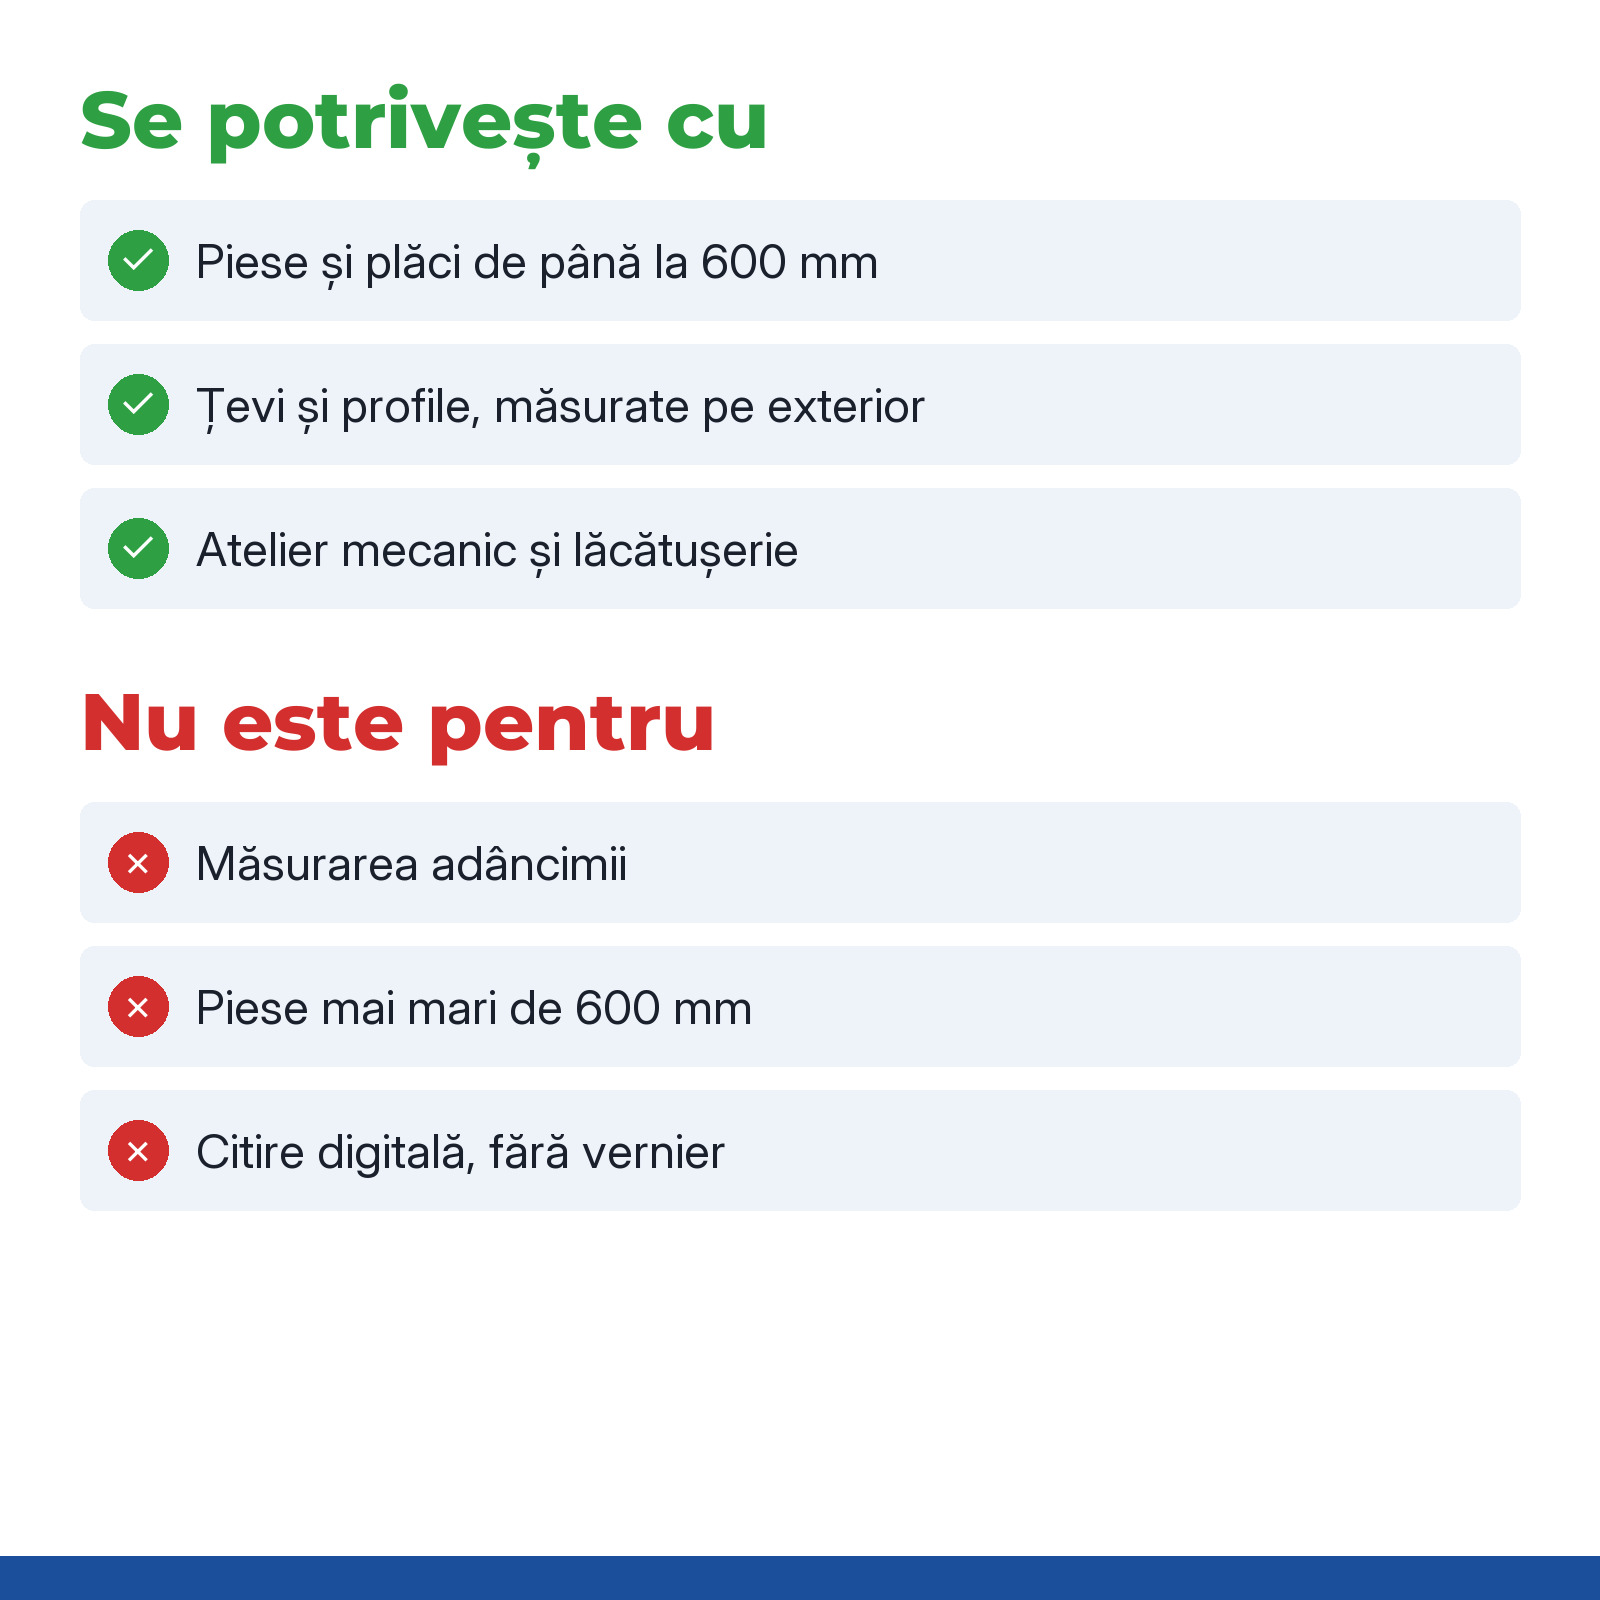 Se potrivește cu
Piese și plăci de până la 600 mm
Țevi și profile, măsurate pe exterior
Atelier mecanic și lăcătușerie
Nu este pentru
Măsurarea adâncimii
Piese mai mari de 600 mm
Citire digitală, fără vernier